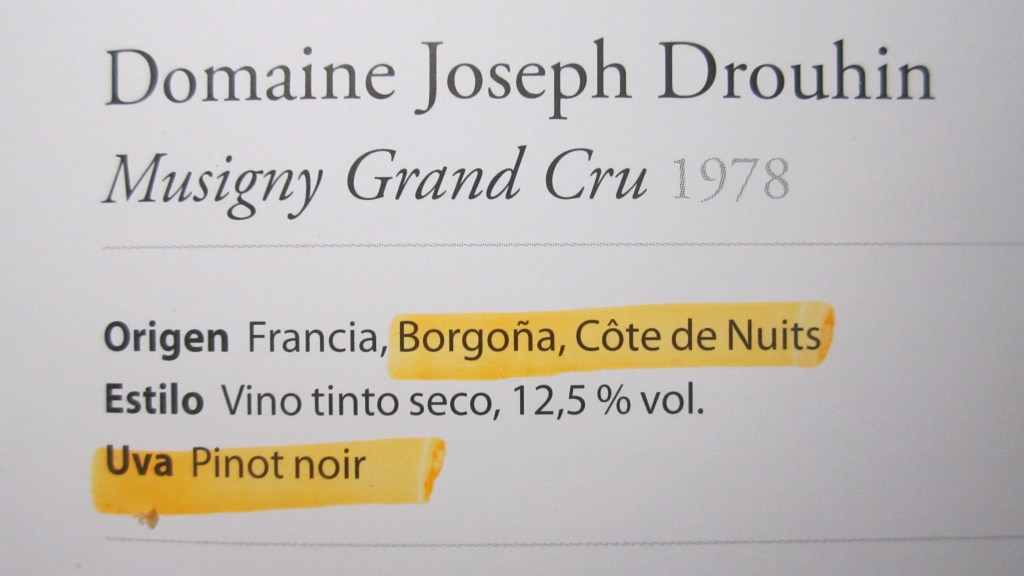 Domaine Joseph Drouhin
Musigny Grand Cru 1978
Origen Francia, Borgoña, Côte de Nuits
Estilo Vino tinto seco, 12,5 % vol.
Uva Pinot noir